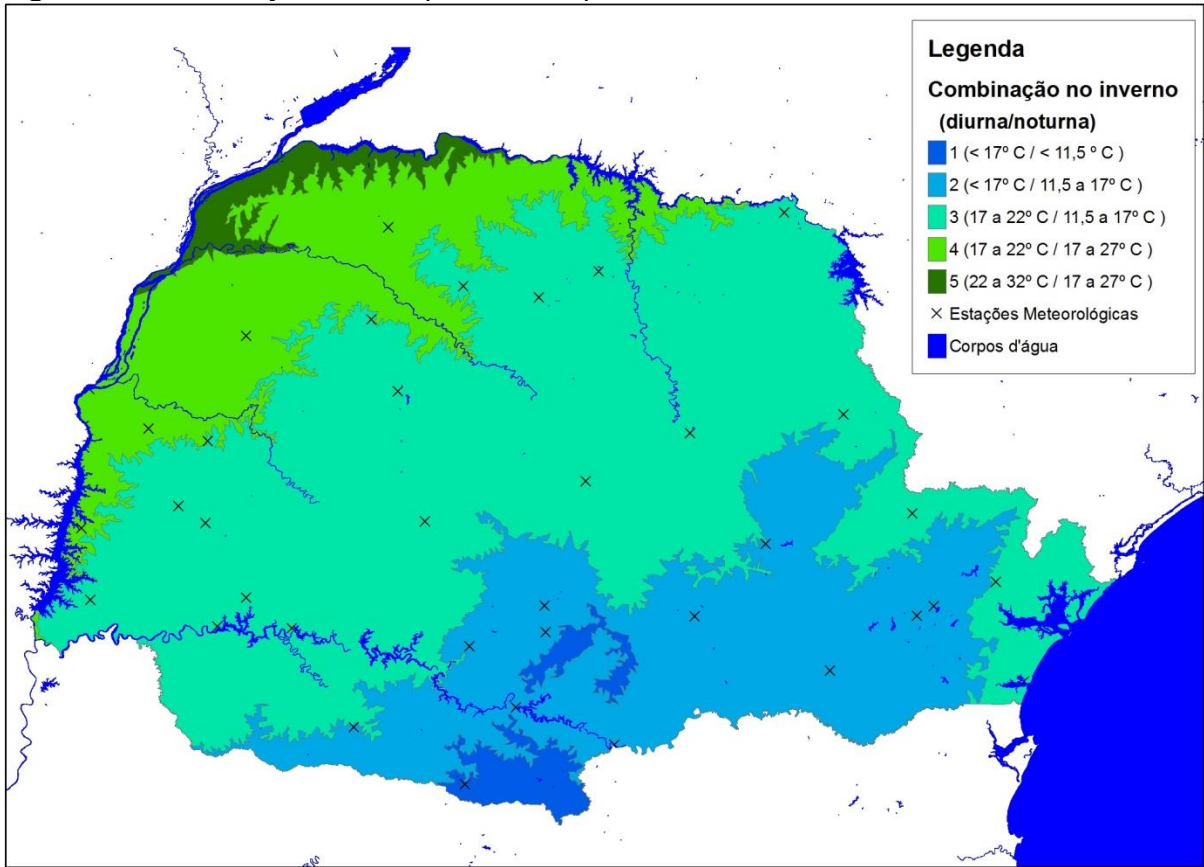 Legenda
Combinação no inverno
(diurna/noturna)
1 (< 17º C / < 11,5 º C )
2 (< 17º C / 11,5 a 17º C )
3 (17 a 22º C / 11,5 a 17º C )
4 (17 a 22º C / 17 a 27º C )
5 (22 a 32º C / 17 a 27º C )
Estações Meteorológicas
Corpos d'água